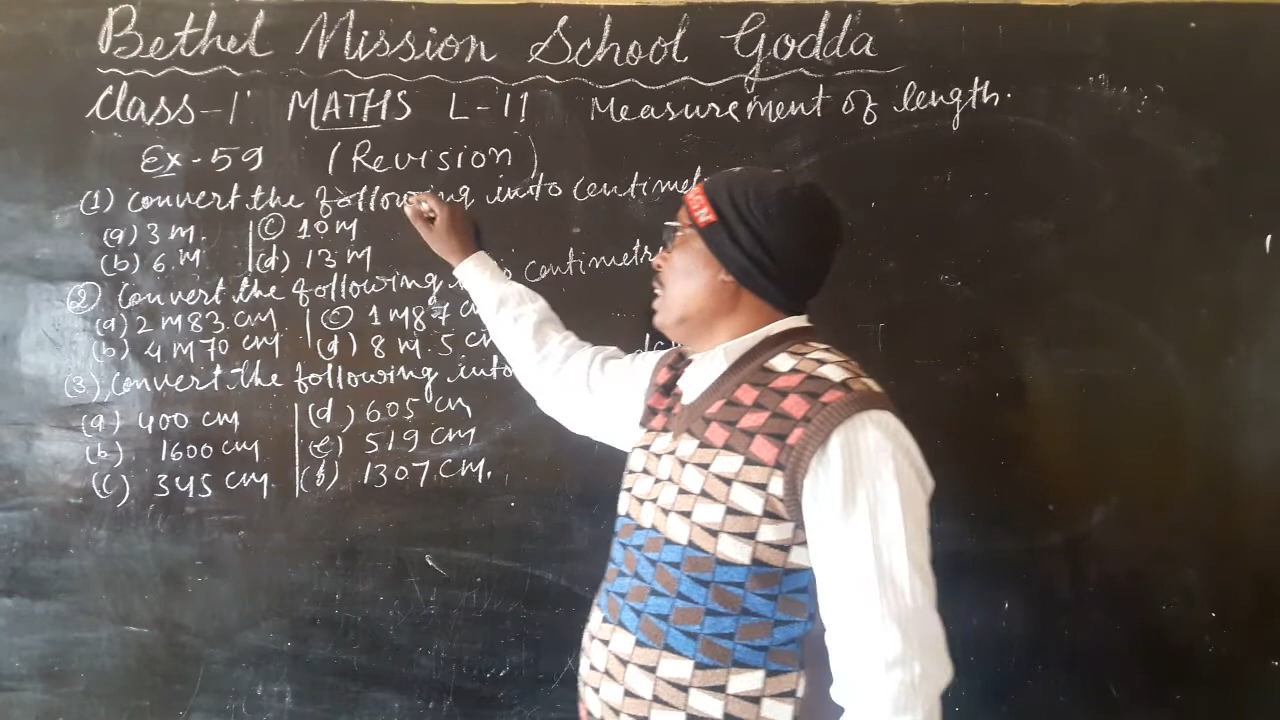 Bethel Mission School Godda
Class-1 MATHS L-11 Measurement of length.
Ex-59 (Revision)
(1) Convert the following into centimet
(a) 3 M. (c) 10 M
(b) 6 M (d) 13 M
(2) Convert the following centimetr
(a) 2 M 83 cm (c) 1 M 87 c
(b) 4 M 70 cm (d) 8 M. 5 cm
(3) Convert the following into
(a) 400 cm (d) 605 cm
(b) 1600 cm (e) 519 cm
(c) 345 cm (f) 1307 cm.